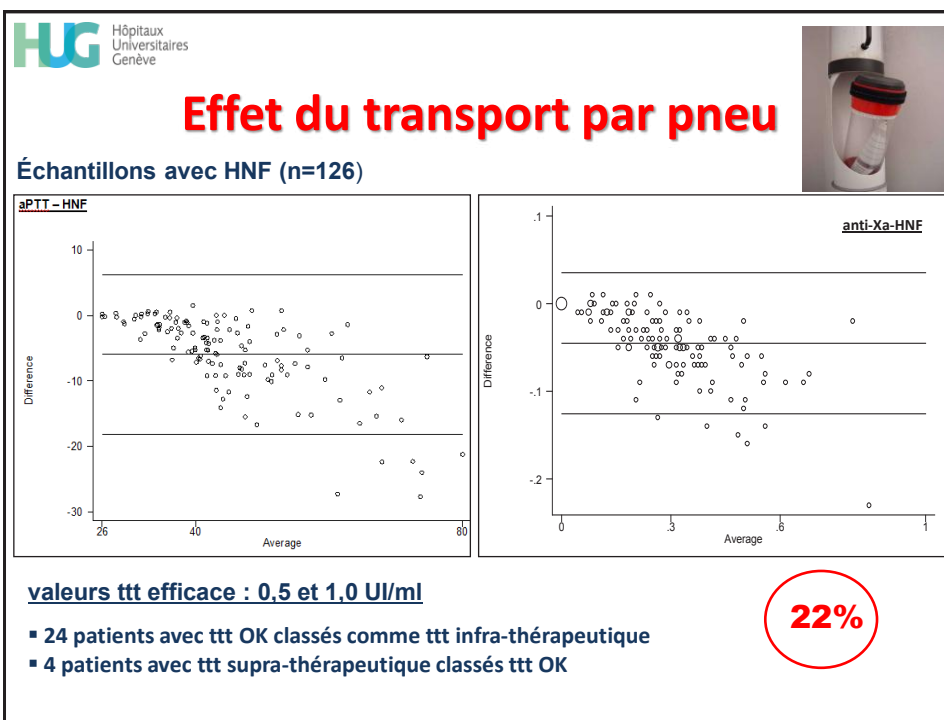 HUG Hôpitaux
Universitaires
Genève
Effet du transport par pneu
Échantillons avec HNF (n=126)
aPTT – HNF
10
0
-10
-20
-30
Difference
26
40
80
Average
anti-Xa-HNF
.1
0
-.1
-.2
Difference
0
.3
.6
1
Average
valeurs ttt efficace : 0,5 et 1,0 UI/ml
▪ 24 patients avec ttt OK classés comme ttt infra-thérapeutique
▪ 4 patients avec ttt supra-thérapeutique classés ttt OK
22%